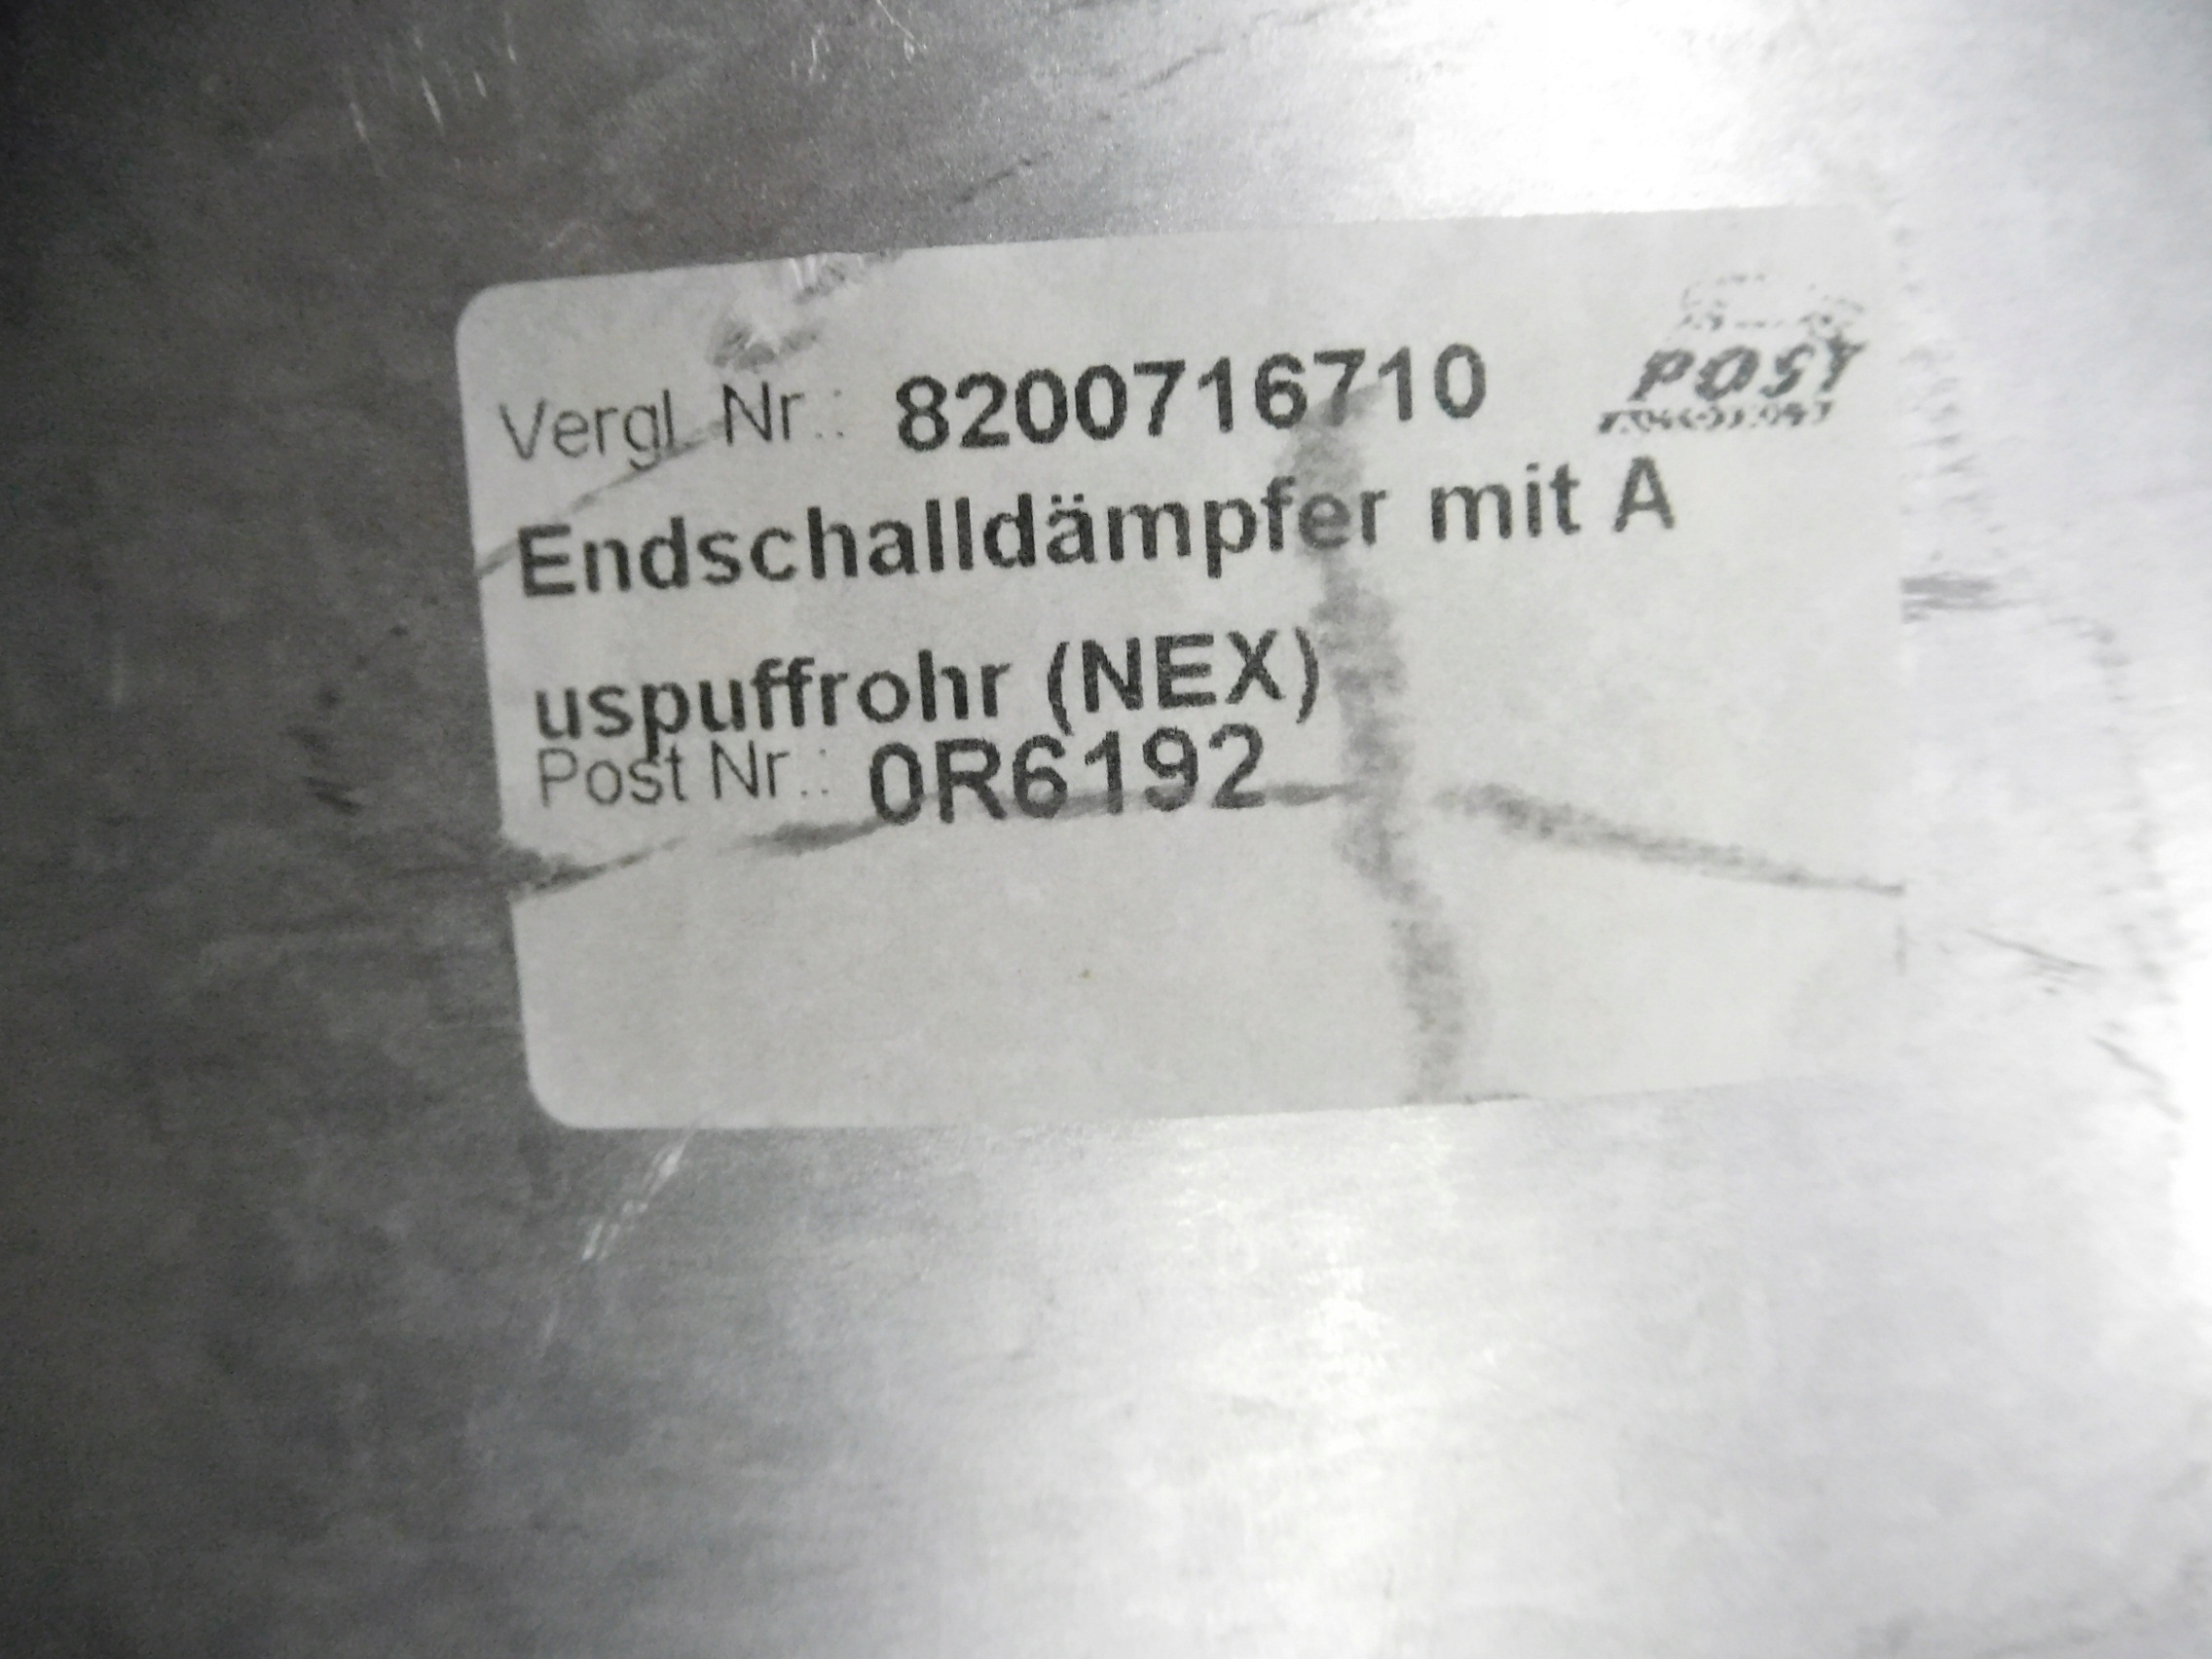 Vergl. Nr.: 8200716710
POST
Endschalldämpfer mit A
uspuffrohr (NEX)
Post Nr.: 0R6192